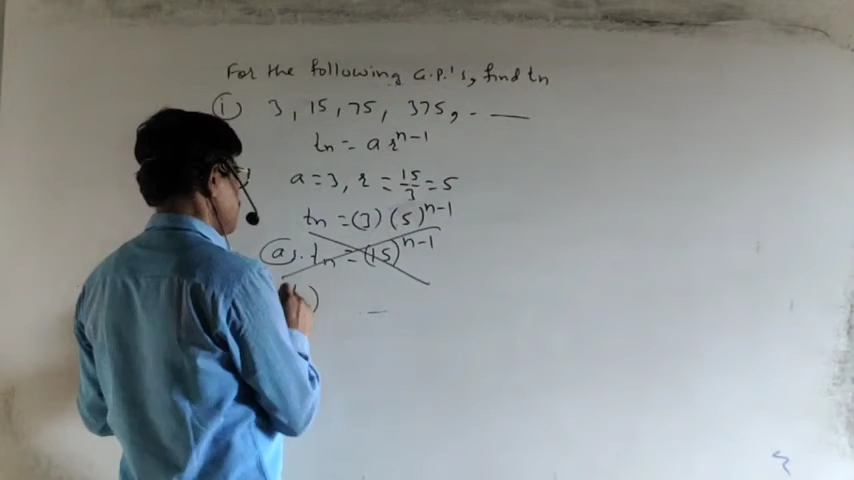 For the following G.P.'s, find tn
① 3, 15, 75, 375, - —
tn = a r^n-1
a = 3, r = 15/3 = 5
tn = (3) (5)^n-1
ⓐ. tn = (15)^n-1
( ) —